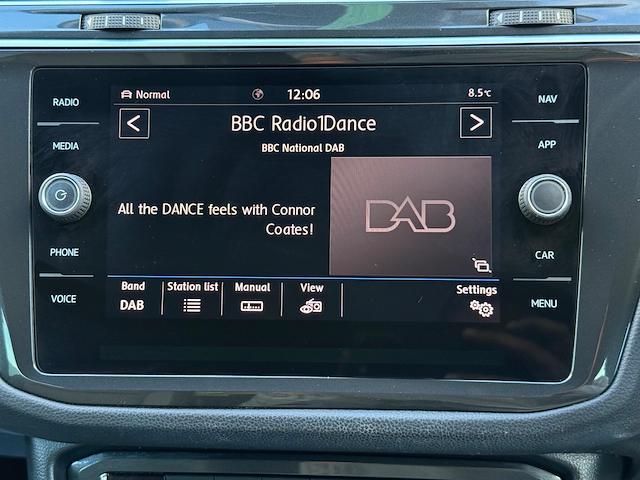 RADIO
MEDIA
PHONE
VOICE
Normal
12:06
8.5°C
<
BBC Radio1Dance
>
BBC National DAB
All the DANCE feels with Connor
Coates!
DAB
Band
DAB
Station list
Manual
View
Settings
NAV
APP
CAR
MENU